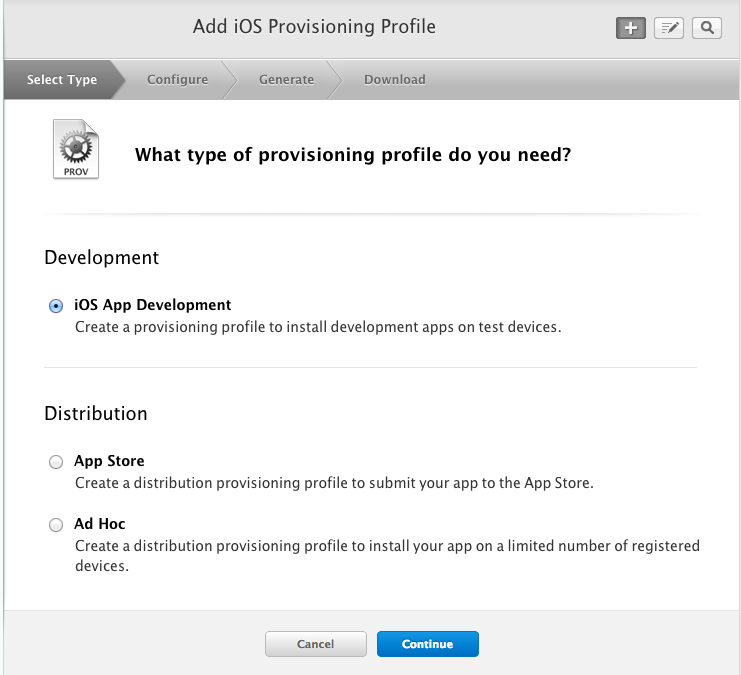 Add iOS Provisioning Profile
Select Type
Configure
Generate
Download
PROV
What type of provisioning profile do you need?
Development
iOS App Development
Create a provisioning profile to install development apps on test devices.
Distribution
App Store
Create a distribution provisioning profile to submit your app to the App Store.
Ad Hoc
Create a distribution provisioning profile to install your app on a limited number of registered
devices.
Cancel
Continue